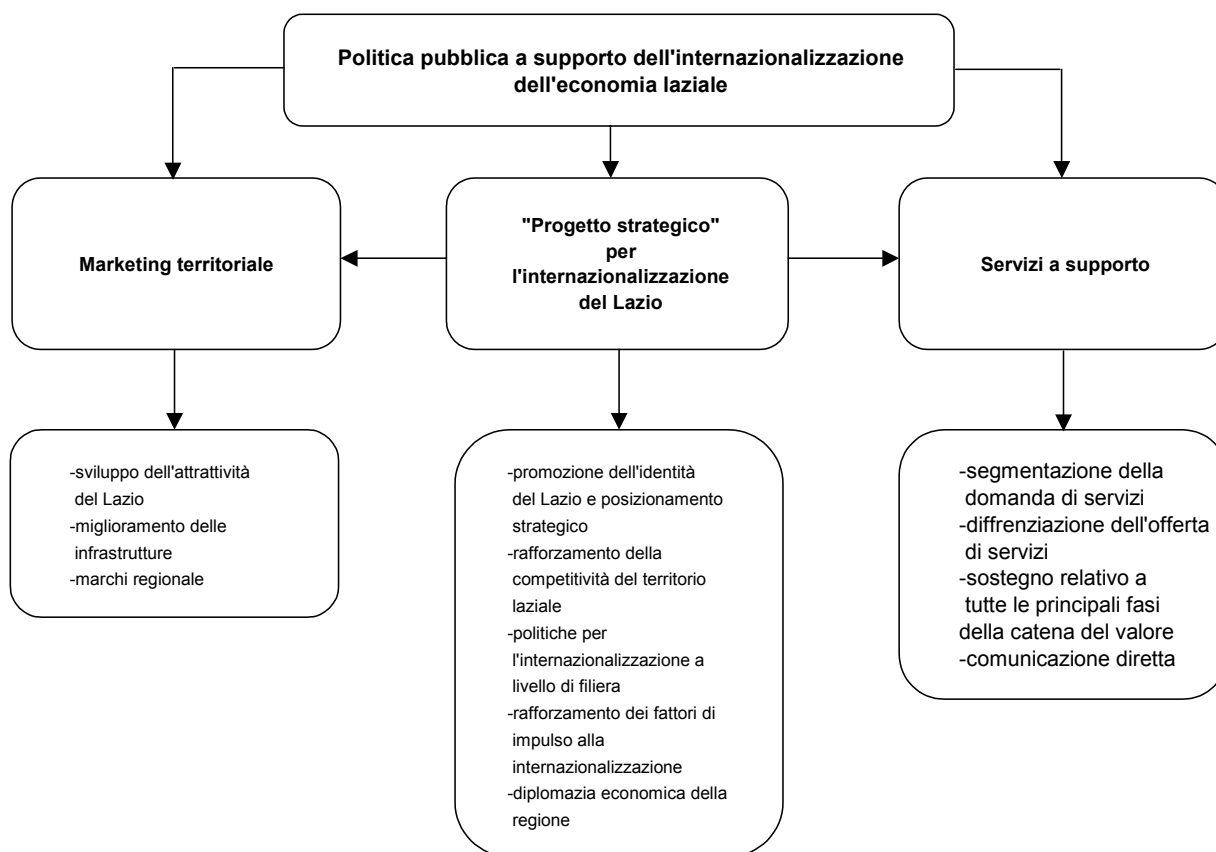 Politica pubblica a supporto dell'internazionalizzazione
dell'economia laziale
Marketing territoriale
"Progetto strategico"
per
l'internazionalizzazione
del Lazio
Servizi a supporto
-sviluppo dell'attrattività
del Lazio
-miglioramento delle
infrastrutture
-marchi regionale
-promozione dell'identità
del Lazio e posizionamento
strategico
-rafforzamento della
competitività del territorio
laziale
-politiche per
l'internazionalizzazione a
livello di filiera
-rafforzamento dei fattori di
impulso alla
internazionalizzazione
-diplomazia economica della
regione
-segmentazione della
domanda di servizi
-diffrenziazione dell'offerta
di servizi
-sostegno relativo a
tutte le principali fasi
della catena del valore
-comunicazione diretta